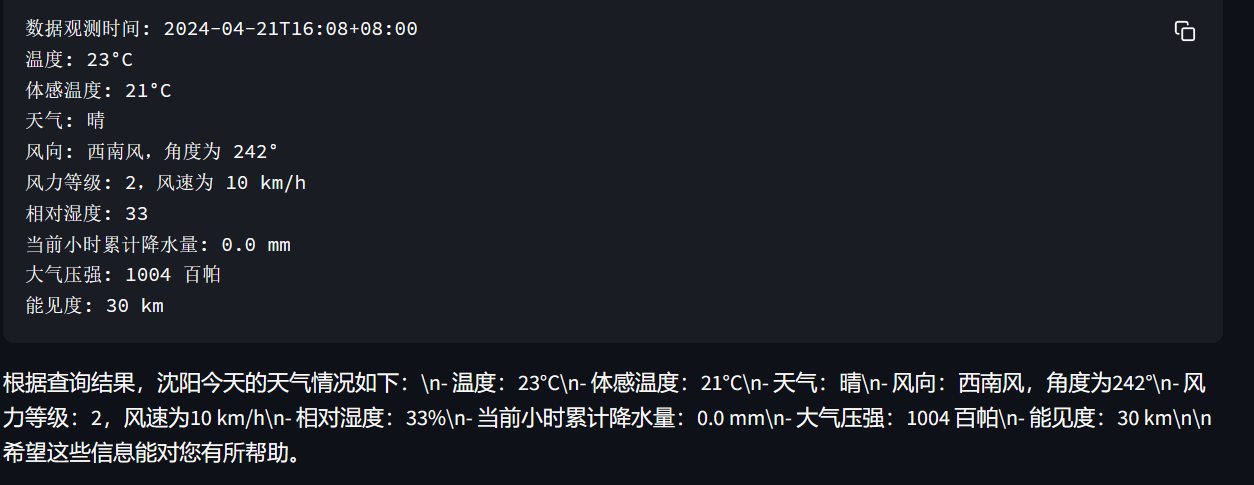 数据观测时间: 2024-04-21T16:08+08:00
温度: 23°C
体感温度: 21°C
天气: 晴
风向: 西南风，角度为 242°
风力等级: 2，风速为 10 km/h
相对湿度: 33
当前小时累计降水量: 0.0 mm
大气压强: 1004 百帕
能见度: 30 km
根据查询结果，沈阳今天的天气情况如下：\n- 温度：23°C\n- 体感温度：21°C\n- 天气：晴\n- 风向：西南风，角度为242°\n- 风
力等级：2，风速为10 km/h\n- 相对湿度：33%\n- 当前小时累计降水量：0.0 mm\n- 大气压强：1004 百帕\n- 能见度：30 km\n\n
希望这些信息能对您有所帮助。